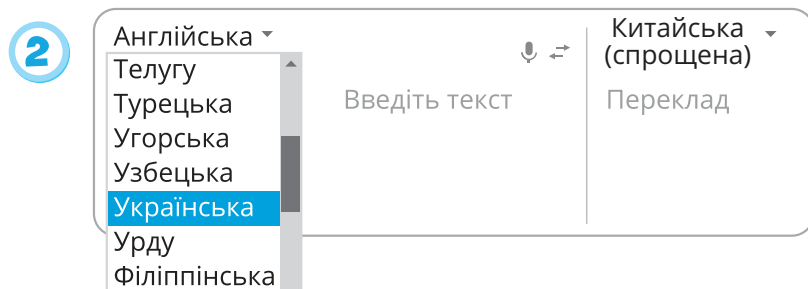 2
Англійська
Телугу
Турецька
Угорська
Узбецька
Українська
Урду
Філіппінська
Введіть текст
Китайська
(спрощена)
Переклад